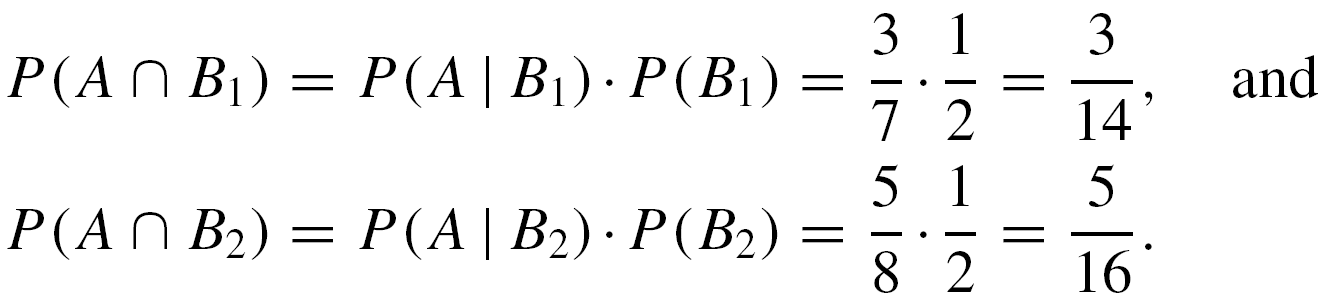 P(A ∩ B₁) = P(A | B₁) · P(B₁) = 3/7 · 1/2 = 3/14, and
P(A ∩ B₂) = P(A | B₂) · P(B₂) = 5/8 · 1/2 = 5/16.